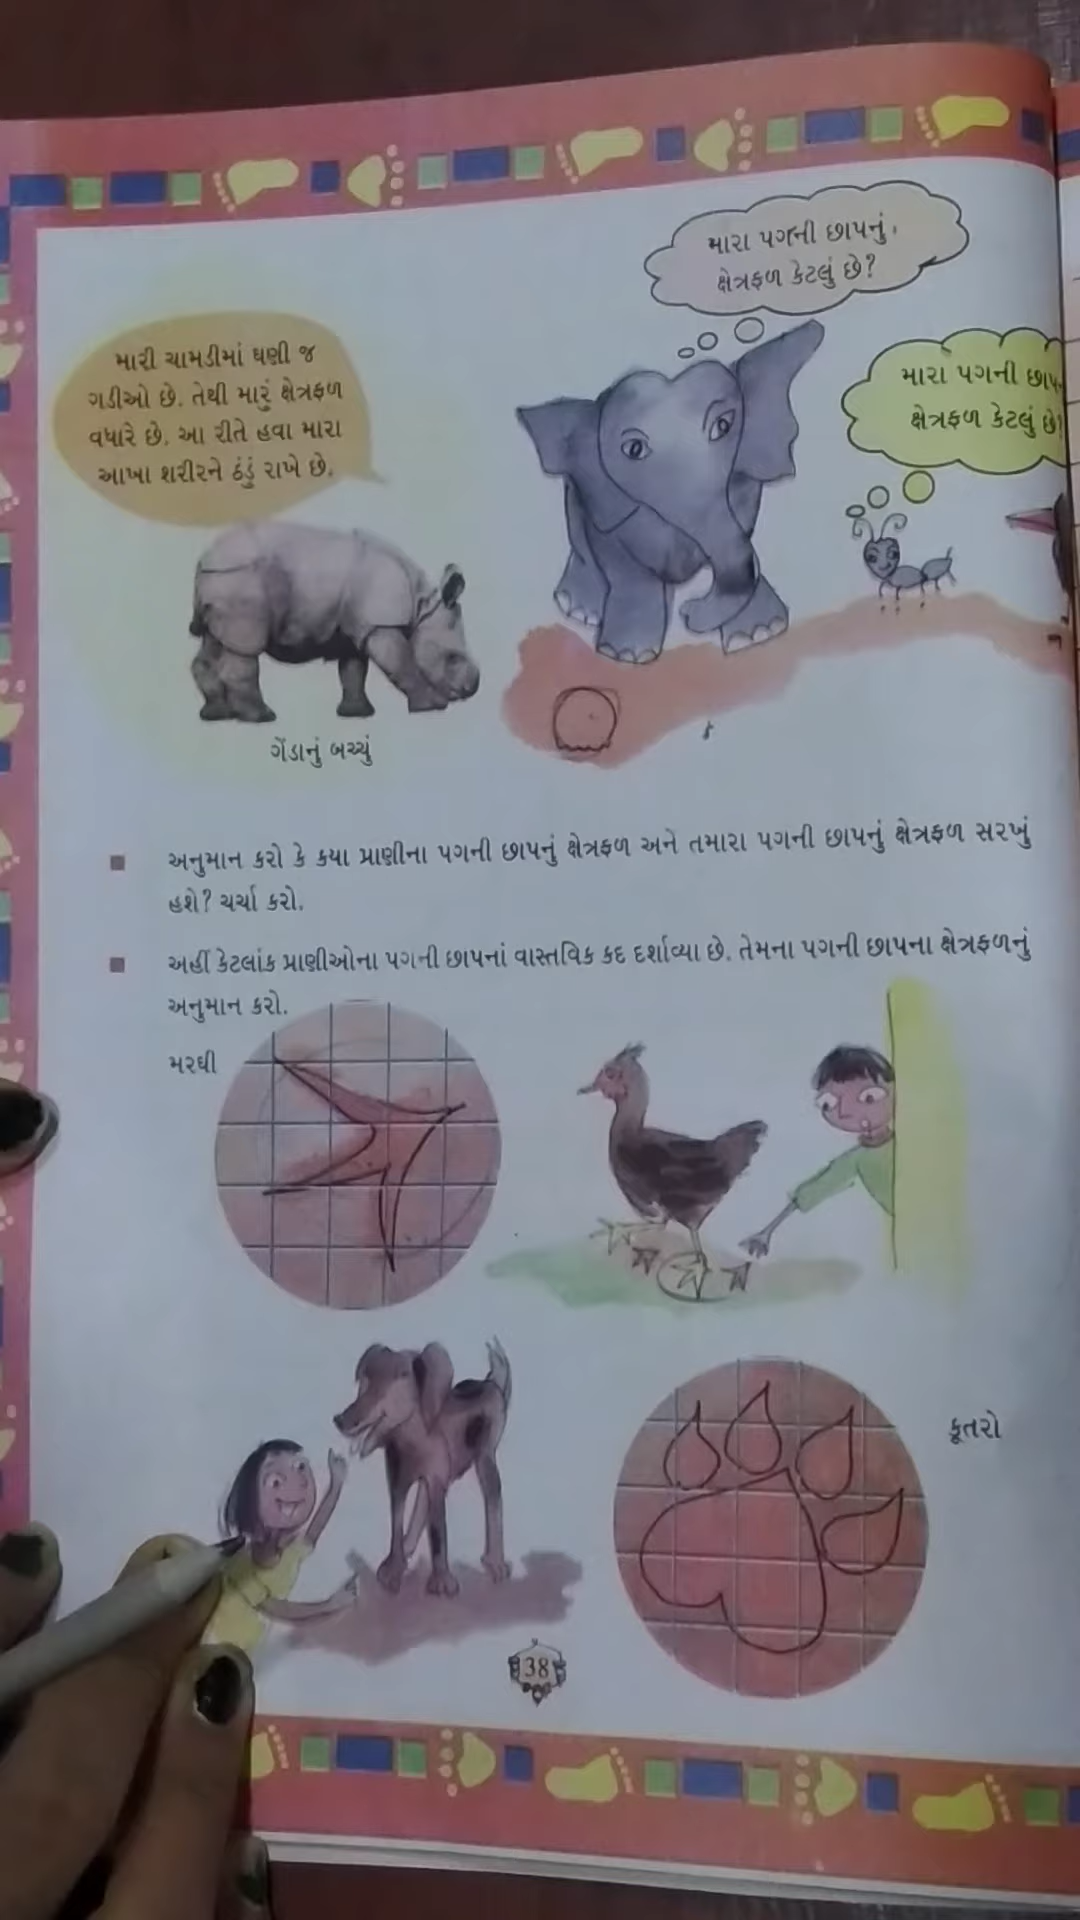 મારા પગની છાપનું
ક્ષેત્રફળ કેટલું છે?
મારી ચામડીમાં ઘણી જ
ગડીઓ છે. તેથી મારું ક્ષેત્રફળ
વધારે છે. આ રીતે હવા મારા
આખા શરીરને ઠંડું રાખે છે.
મારા પગની
ક્ષેત્રફળ કેટલું છે?
ગેંડાનું બચ્ચું
અનુમાન કરો કે કયા પ્રાણીના પગની છાપનું ક્ષેત્રફળ અને તમારા પગની છાપનું ક્ષેત્રફળ સરખું
હશે? ચર્ચા કરો.
અહીં કેટલાંક પ્રાણીઓના પગની છાપનાં વાસ્તવિક કદ દર્શાવ્યા છે. તેમના પગની છાપના ક્ષેત્રફળનું
અનુમાન કરો.
મરઘી
કૂતરો
38